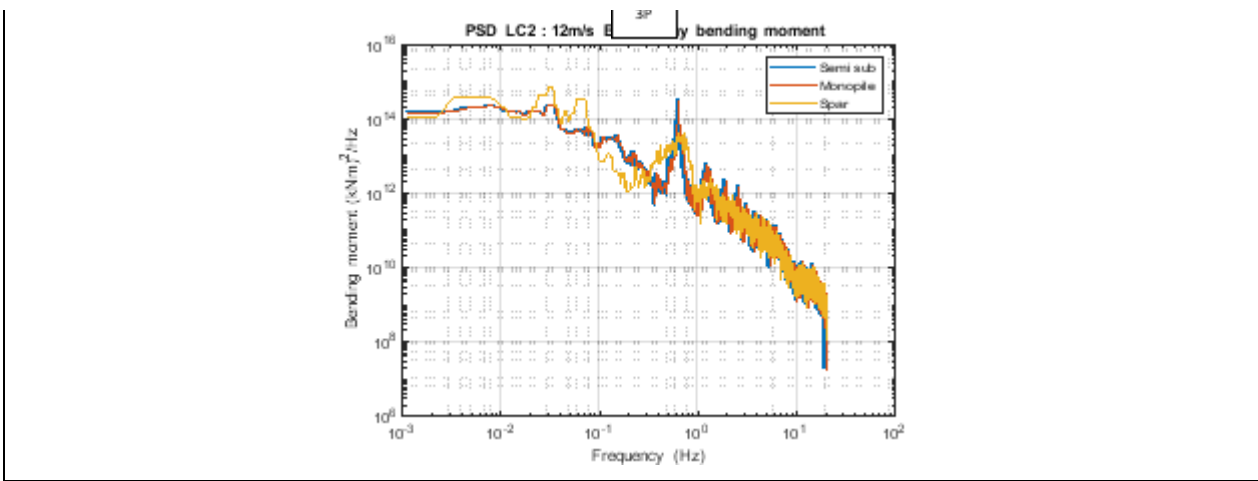 3P
PSD LC2 : 12m/s B y bending moment
10^16
10^14
10^12
10^10
10^8
10^6
Bending moment (kNm)^2/Hz
Semi sub
Monopile
Spar
10^-3
10^-2
10^-1
10^0
10^1
10^2
Frequency (Hz)